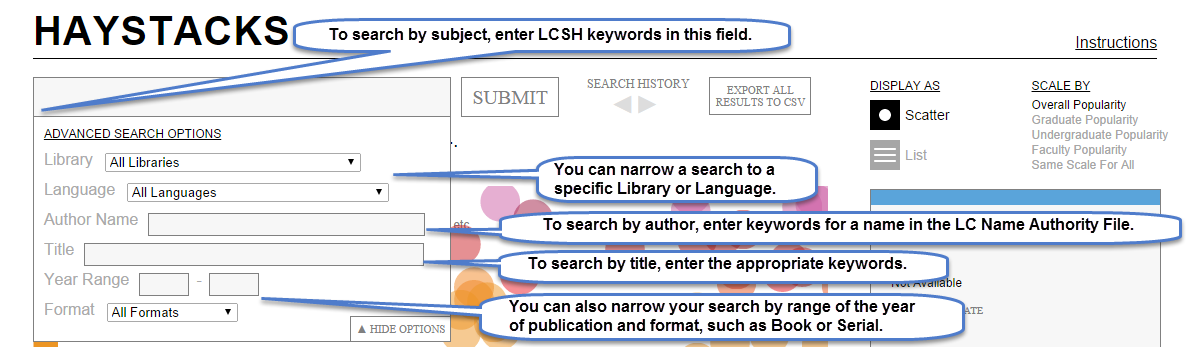 HAYSTACKS
To search by subject, enter LCSH keywords in this field.
Instructions
SUBMIT
SEARCH HISTORY
EXPORT ALL
RESULTS TO CSV
DISPLAY AS
Scatter
List
SCALE BY
Overall Popularity
Graduate Popularity
Undergraduate Popularity
Faculty Popularity
Same Scale For All
ADVANCED SEARCH OPTIONS
Library All Libraries
Language All Languages
Author Name
Title
Year Range -
Format All Formats
▲ HIDE OPTIONS
You can narrow a search to a
specific Library or Language.
etc
To search by author, enter keywords for a name in the LC Name Authority File.
To search by title, enter the appropriate keywords.
Not Available
You can also narrow your search by range of the year
of publication and format, such as Book or Serial.